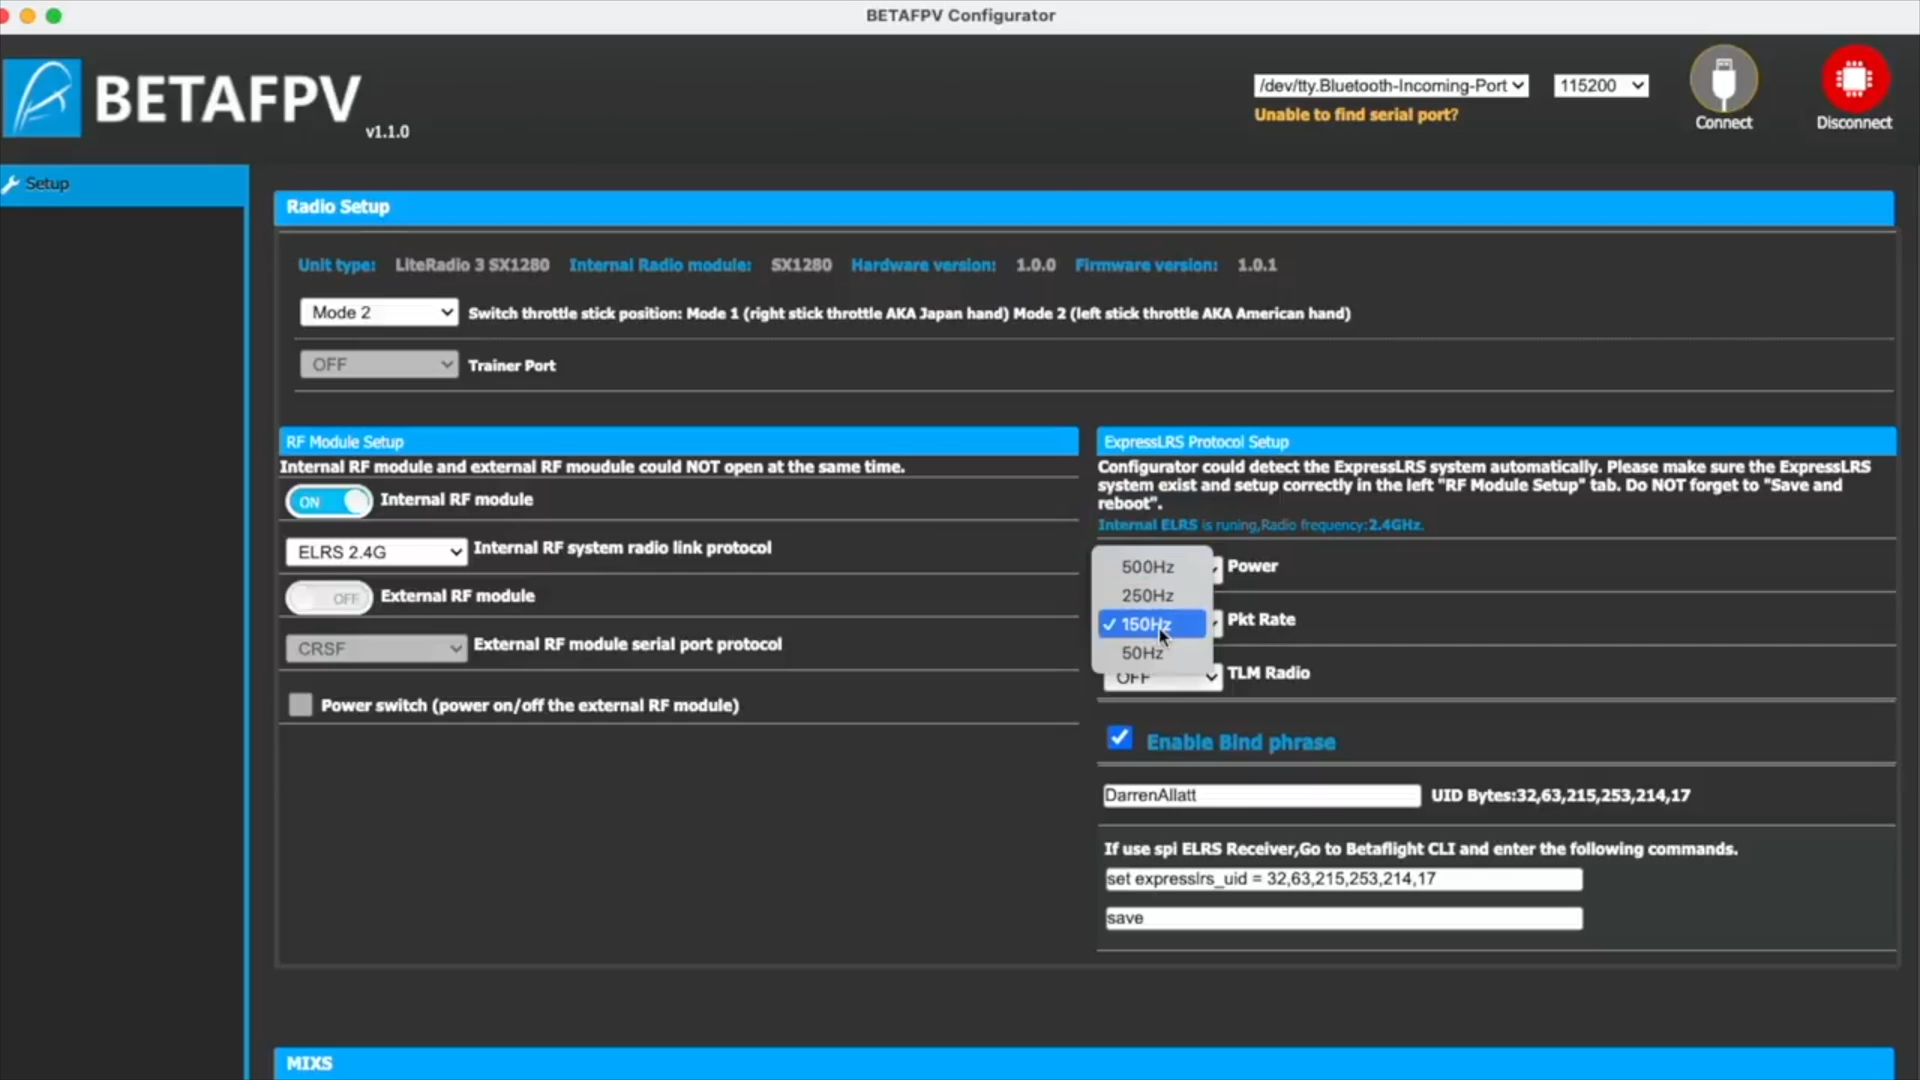 BETAFPV Configurator
BETAFPV
v1.1.0
/dev/tty.Bluetooth-Incoming-Port
115200
Unable to find serial port?
Connect
Disconnect
Setup
Radio Setup
Unit type: LiteRadio 3 SX1280 Internal Radio module: SX1280 Hardware version: 1.0.0 Firmware version: 1.0.1
Mode 2 Switch throttle stick position: Mode 1 (right stick throttle AKA Japan hand) Mode 2 (left stick throttle AKA American hand)
OFF Trainer Port
RF Module Setup
Internal RF module and external RF moudule could NOT open at the same time.
ON Internal RF module
ELRS 2.4G Internal RF system radio link protocol
OFF External RF module
CRSF External RF module serial port protocol
Power switch (power on/off the external RF module)
ExpressLRS Protocol Setup
Configurator could detect the ExpressLRS system automatically. Please make sure the ExpressLRS
system exist and setup correctly in the left "RF Module Setup" tab. Do NOT forget to "Save and
reboot".
Internal ELRS is runing,Radio frequency:2.4GHz.
500Hz
Power
250Hz
150Hz
Pkt Rate
50Hz
OFF TLM Radio
Enable Bind phrase
DarrenAllatt UID Bytes:32,63,215,253,214,17
If use spi ELRS Receiver,Go to Betaflight CLI and enter the following commands.
set expresslrs_uid = 32,63,215,253,214,17
save
MIXS